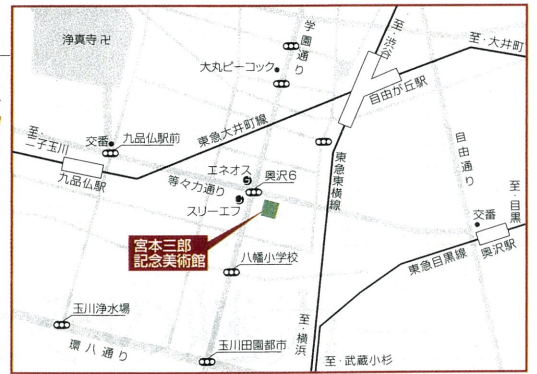 学園通り
至・渋谷
浄真寺卍
至・大井町
大丸ピーコック
自由が丘駅
東急大井町線
至・二子玉川
交番
九品仏駅前
自由通り
エネオス
奥沢6
東急東横線
九品仏駅
等々力通り
スリーエフ
至・目黒
交番
奥沢駅
宮本三郎
記念美術館
八幡小学校
東急目黒線
玉川浄水場
至・横浜
環八通り
玉川田園都市
至・武蔵小杉